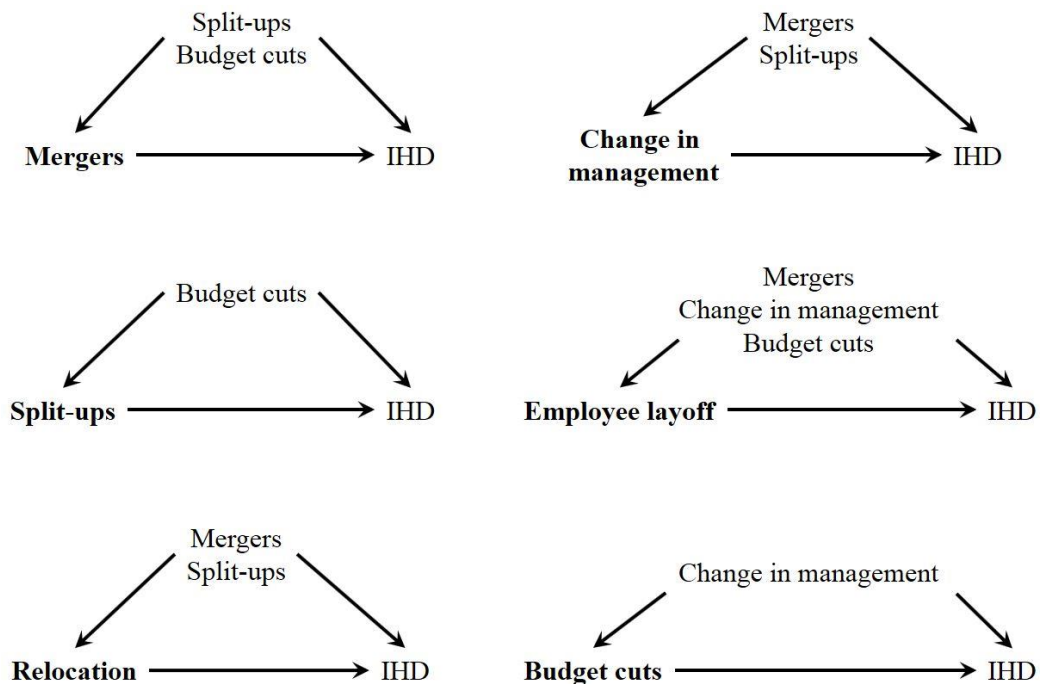 Split-ups
Budget cuts
Mergers
IHD
Mergers
Split-ups
Change in
management
IHD
Budget cuts
Split-ups
IHD
Mergers
Change in management
Budget cuts
Employee layoff
IHD
Mergers
Split-ups
Relocation
IHD
Change in management
Budget cuts
IHD